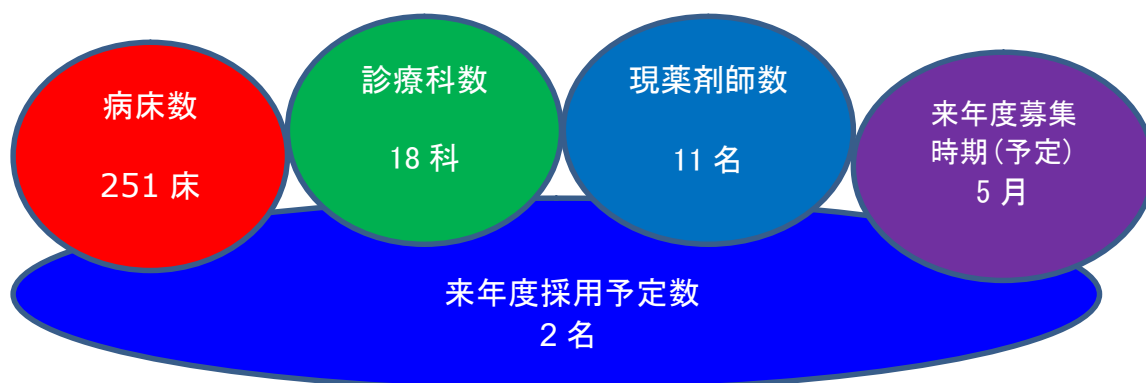 病床数
251 床
診療科数
18 科
現薬剤師数
11 名
来年度募集
時期(予定)
5 月
来年度採用予定数
2 名